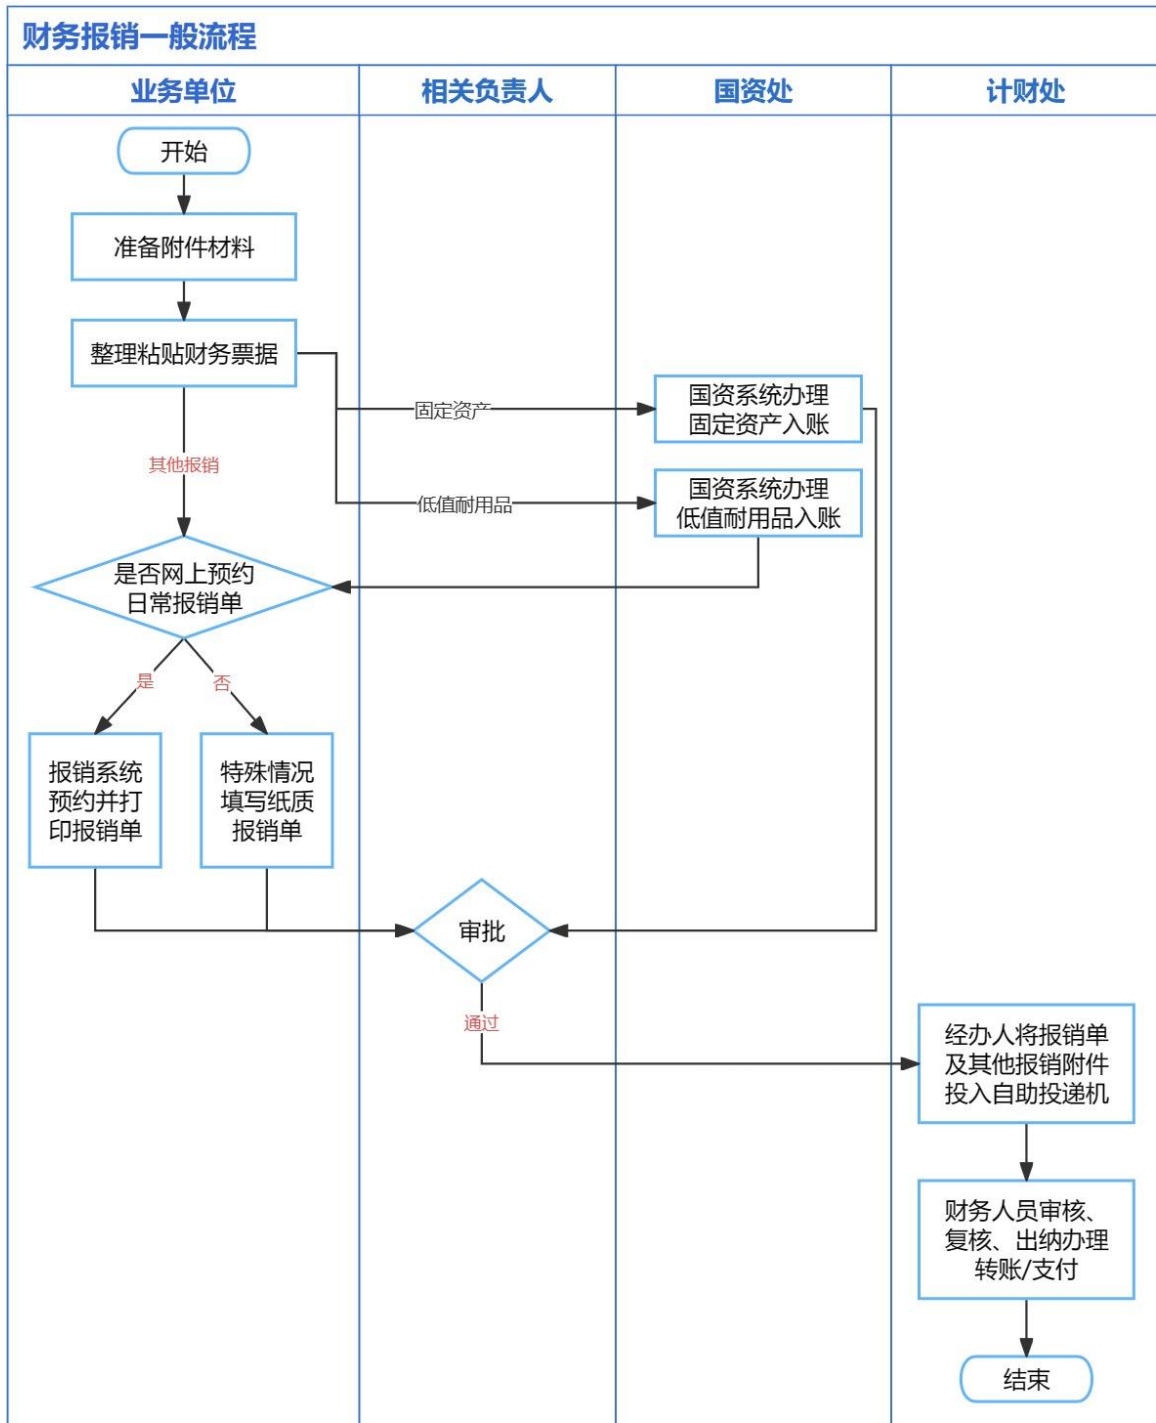 财务报销一般流程
业务单位
相关负责人
国资处
计财处
开始
准备附件材料
整理粘贴财务票据
国资系统办理
固定资产入账
固定资产
其他报销
国资系统办理
低值耐用品入账
低值耐用品
是否网上预约
日常报销单
是
否
报销系统
预约并打
印报销单
特殊情况
填写纸质
报销单
审批
通过
经办人将报销单
及其他报销附件
投入自助投递机
财务人员审核、
复核、出纳办理
转账/支付
结束